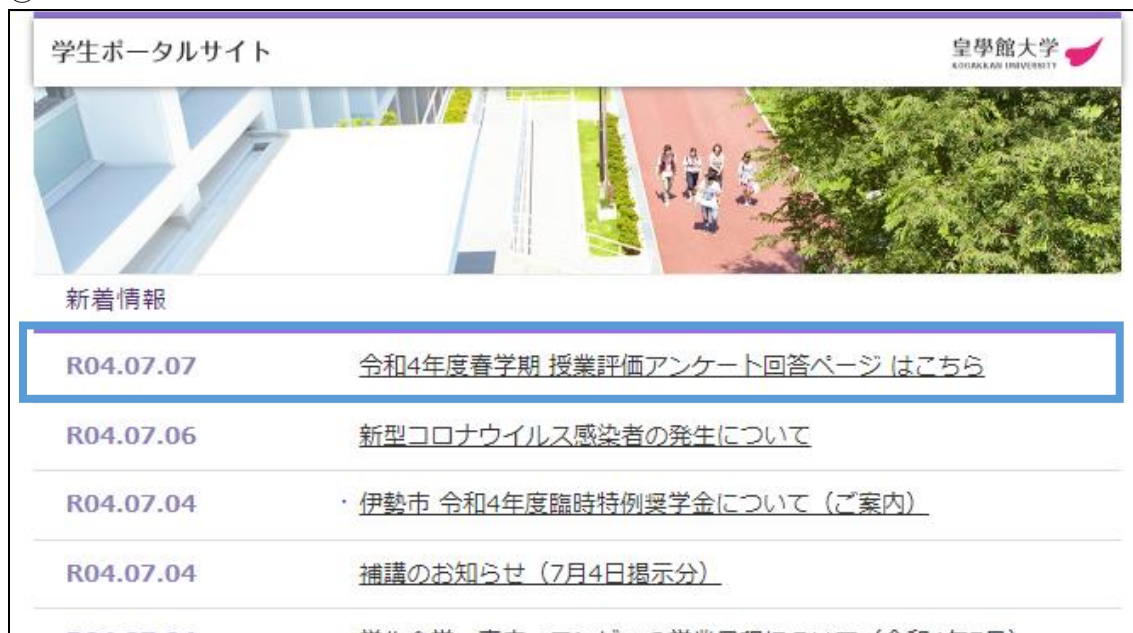 学生ポータルサイト
皇學館大学
KOGAKKAN UNIVERSITY
新着情報
R04.07.07 令和4年度春学期 授業評価アンケート回答ページ はこちら
R04.07.06 新型コロナウイルス感染者の発生について
R04.07.04 ・伊勢市 令和4年度臨時特例奨学金について（ご案内）
R04.07.04 補講のお知らせ（7月4日掲示分）